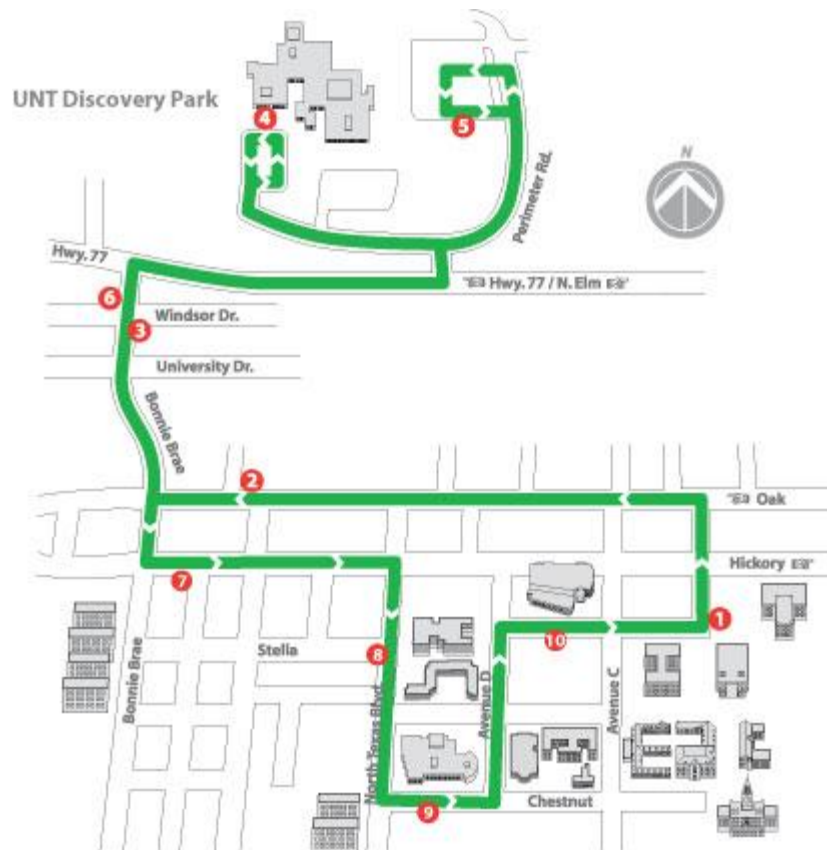 UNT Discovery Park
4
5
N
Perimeter Rd.
Hwy. 77
Hwy. 77 / N. Elm
6
3
Windsor Dr.
University Dr.
Bonnie Brae
2
Oak
Hickory
7
1
10
Stella
8
Bonnie Brae
North Texas Blvd.
Avenue D
Avenue C
9
Chestnut